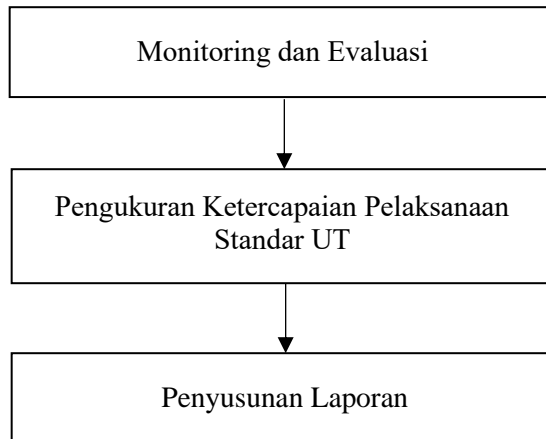 Monitoring dan Evaluasi
Pengukuran Ketercapaian Pelaksanaan
Standar UT
Penyusunan Laporan